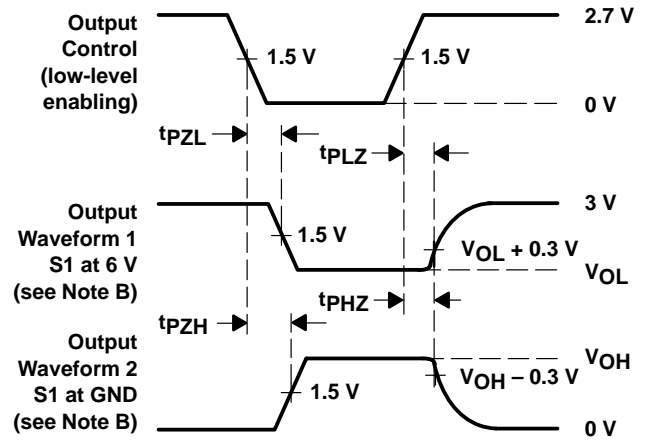 Output
Control
(low-level
enabling)
1.5 V
1.5 V
2.7 V
0 V
tPZL
tPLZ
Output
Waveform 1
S1 at 6 V
(see Note B)
1.5 V
3 V
VOL + 0.3 V
VOL
tPZH
tPHZ
Output
Waveform 2
S1 at GND
(see Note B)
1.5 V
VOH
VOH – 0.3 V
0 V